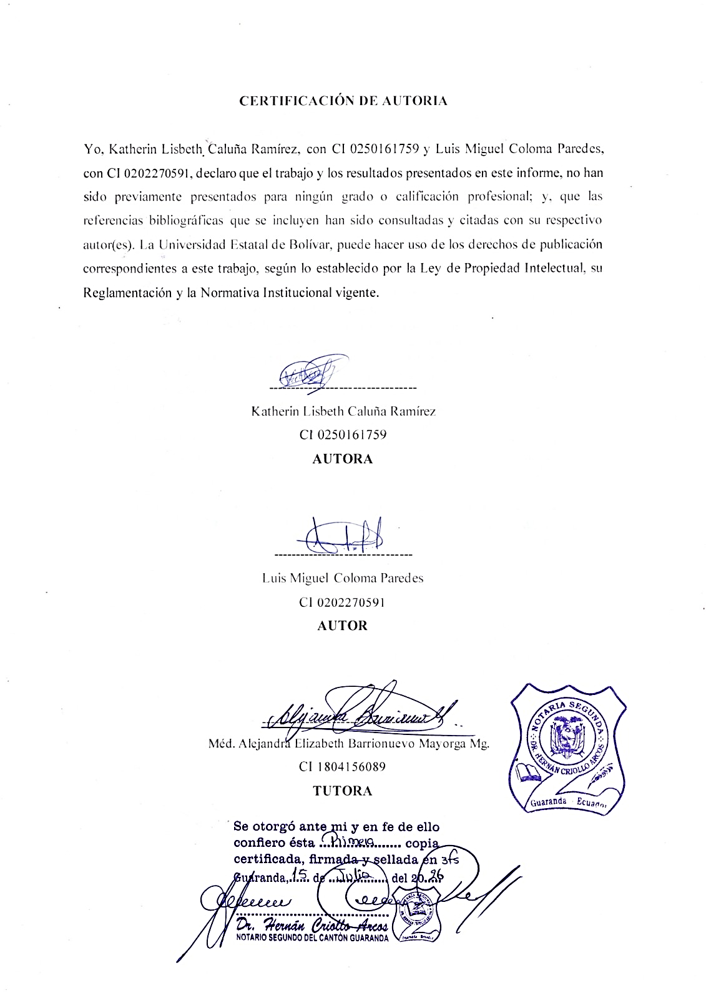 CERTIFICACIÓN DE AUTORIA
Yo, Katherin Lisbeth Caluña Ramírez, con CI 0250161759 y Luis Miguel Coloma Paredes,
con CI 0202270591, declaro que el trabajo y los resultados presentados en este informe, no han
sido previamente presentados para ningún grado o calificación profesional; y, que las
referencias bibliográficas que se incluyen han sido consultadas y citadas con su respectivo
autor(es). La Universidad Estatal de Bolívar, puede hacer uso de los derechos de publicación
correspondientes a este trabajo, según lo establecido por la Ley de Propiedad Intelectual, su
Reglamentación y la Normativa Institucional vigente.
Katherin Lisbeth Caluña Ramírez
CI 0250161759
AUTORA
Luis Miguel Coloma Paredes
CI 0202270591
AUTOR
Alejandra Barrionuevo M
Méd. Alejandra Elizabeth Barrionuevo Mayorga Mg.
CI 1804156089
TUTORA
NOTARIA SEGUNDA
DR. HERNÁN CRIOLLO ARCOS
Guaranda - Ecuador
Se otorgó ante mi y en fe de ello
confiero ésta ...Primera....... copia
certificada, firmada y sellada en 3fs
Guaranda, 15 de Julio del 2026
Dr. Hernán Criollo Arcos
NOTARIO SEGUNDO DEL CANTÓN GUARANDA